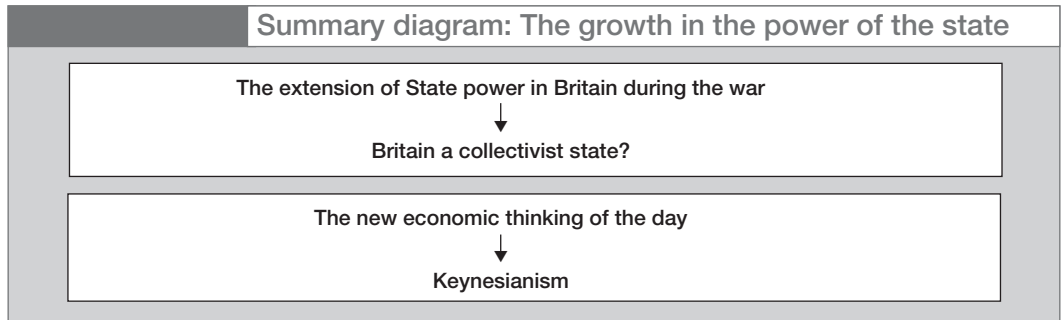 Summary diagram: The growth in the power of the state
The extension of State power in Britain during the war
Britain a collectivist state?
The new economic thinking of the day
Keynesianism